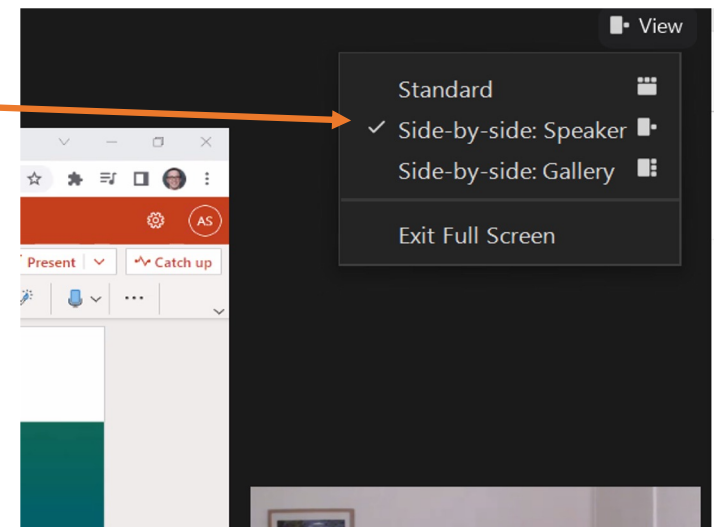 View
Standard
Side-by-side: Speaker
Side-by-side: Gallery
Exit Full Screen
AS
Present
Catch up